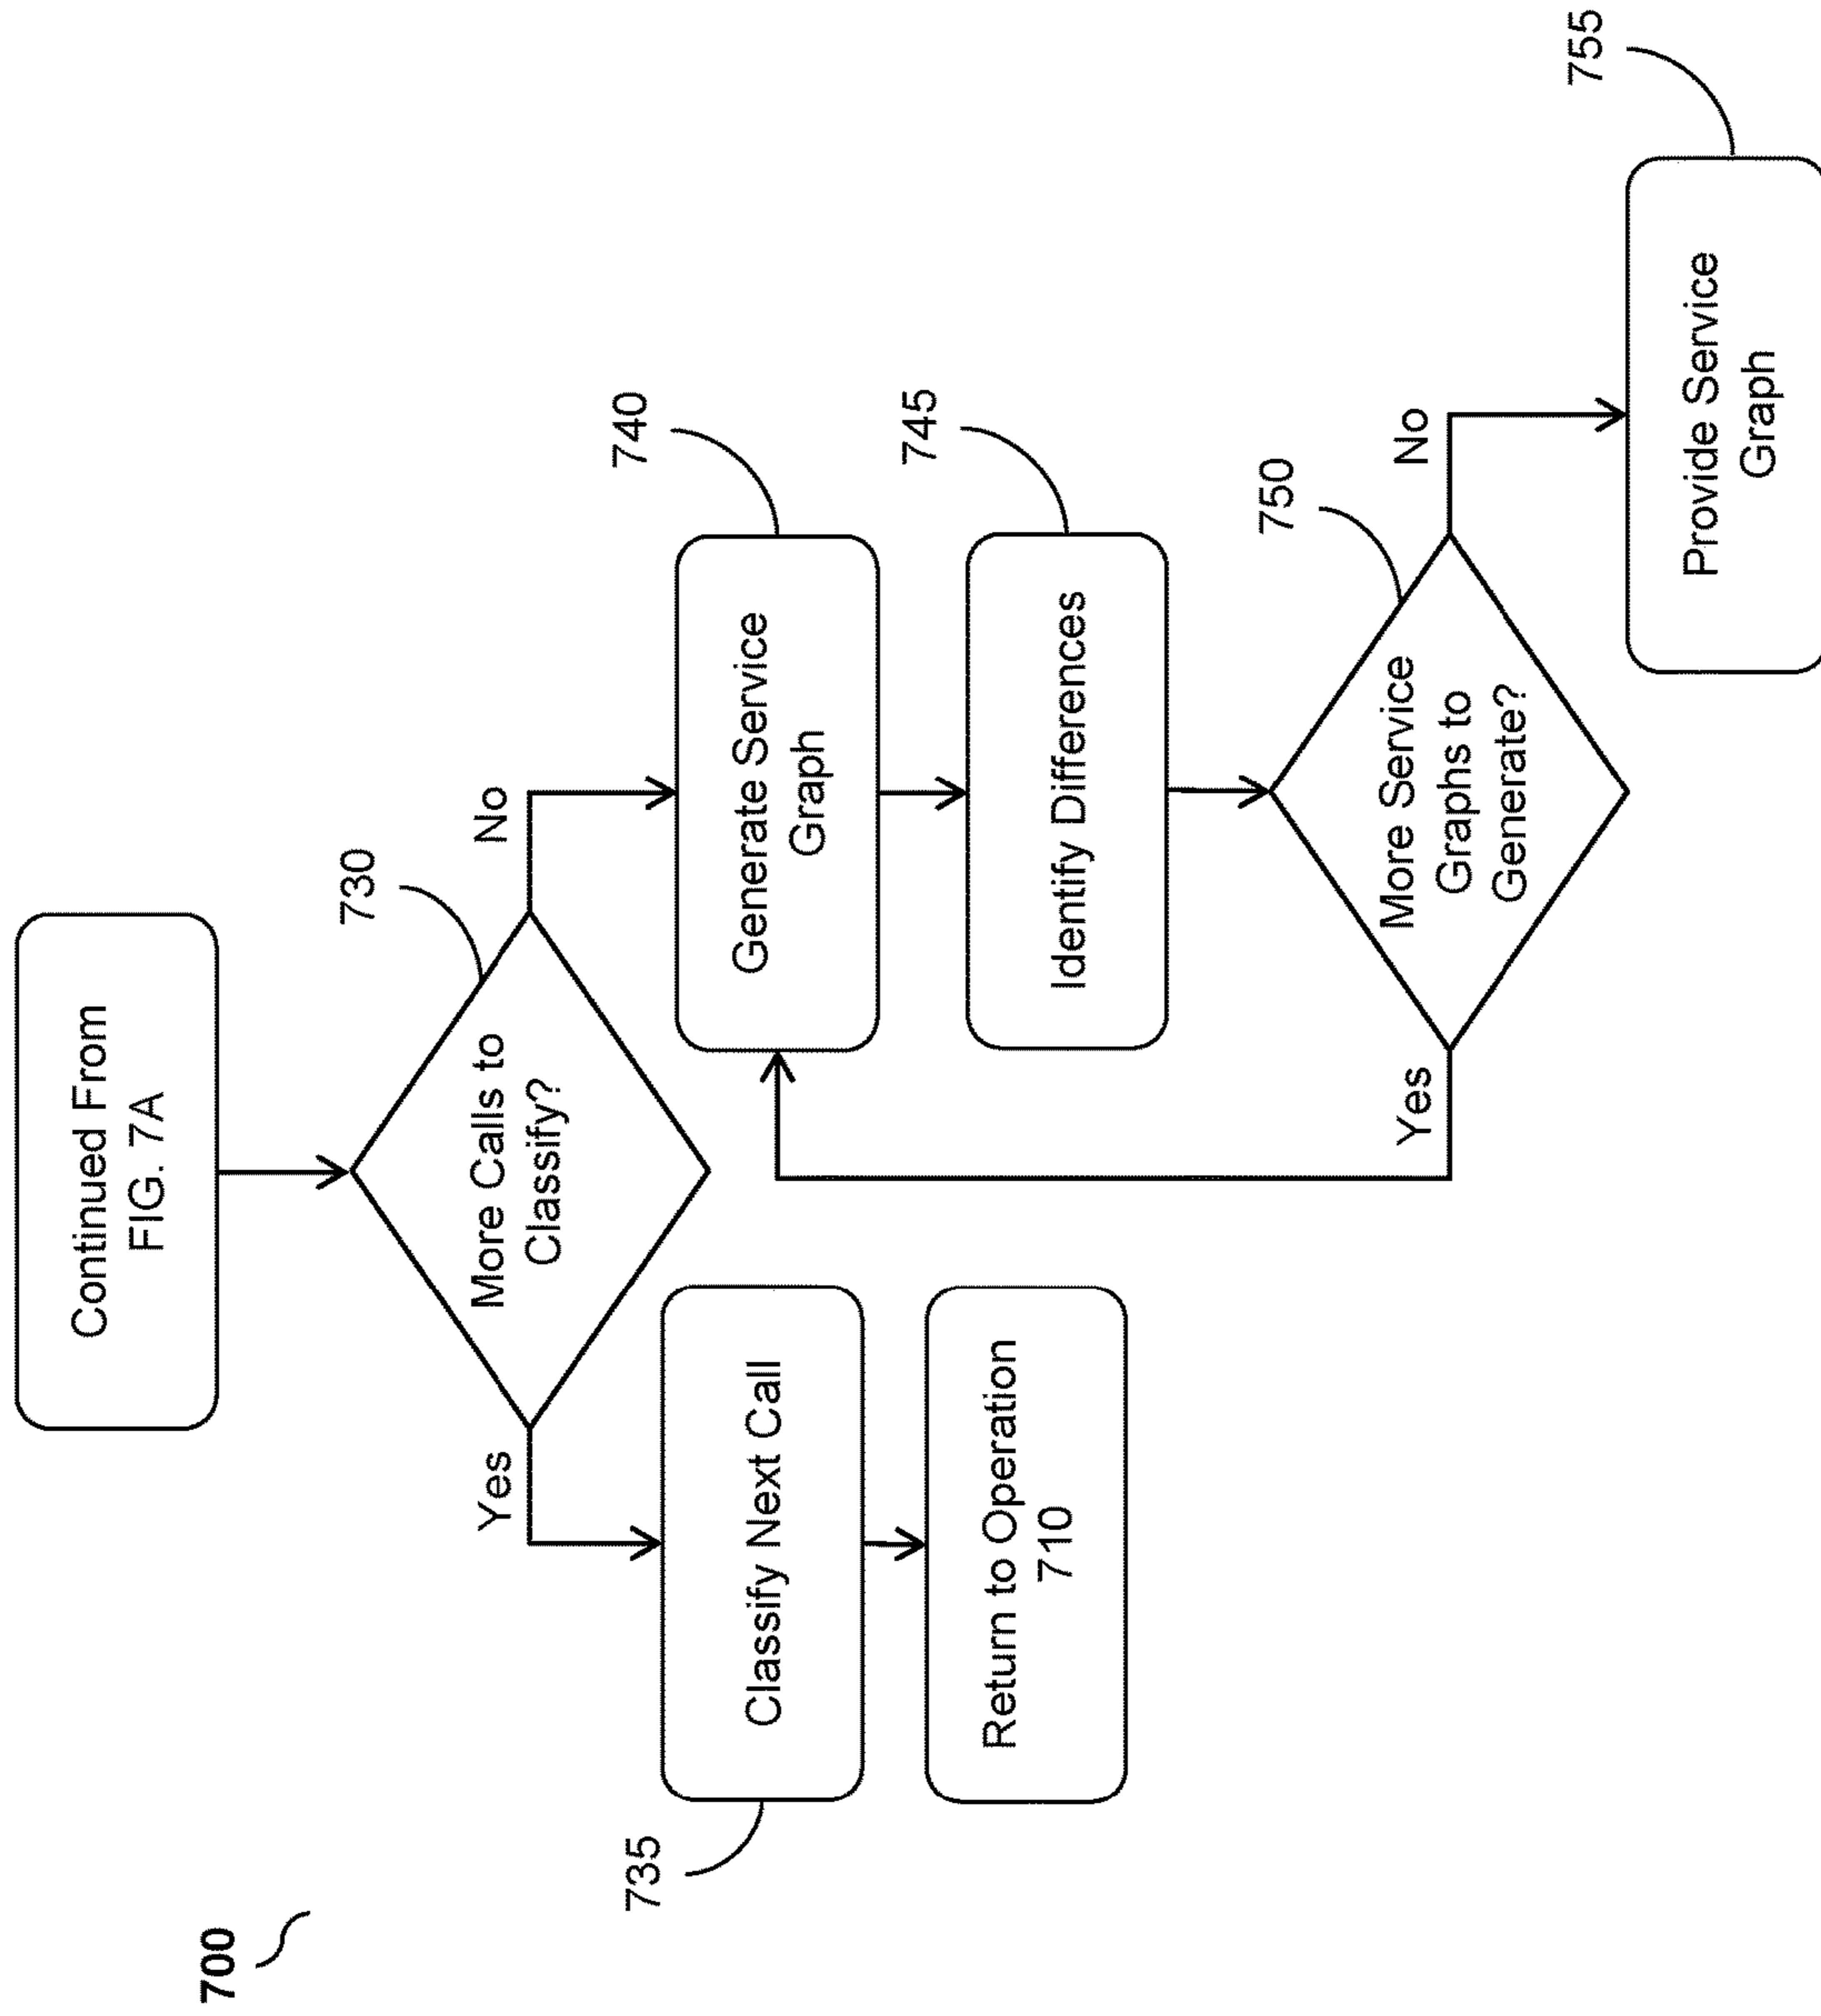 700
Continued From
FIG. 7A
730
More Calls to
Classify?
Yes
No
735
Classify Next Call
Return to Operation
710
740
Generate Service
Graph
745
Identify Differences
750
More Service
Graphs to
Generate?
Yes
No
755
Provide Service
Graph